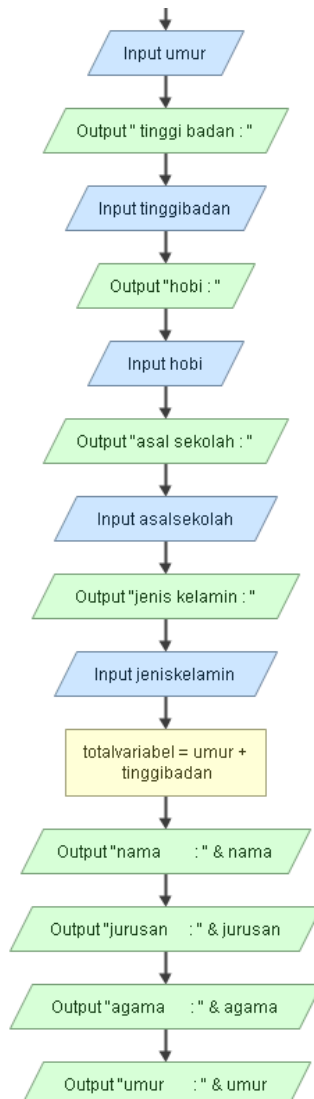 Input umur
Output " tinggi badan : "
Input tinggibadan
Output "hobi : "
Input hobi
Output "asal sekolah : "
Input asalsekolah
Output "jenis kelamin : "
Input jeniskelamin
totalvariabel = umur +
tinggibadan
Output "nama : " & nama
Output "jurusan : " & jurusan
Output "agama : " & agama
Output "umur : " & umur